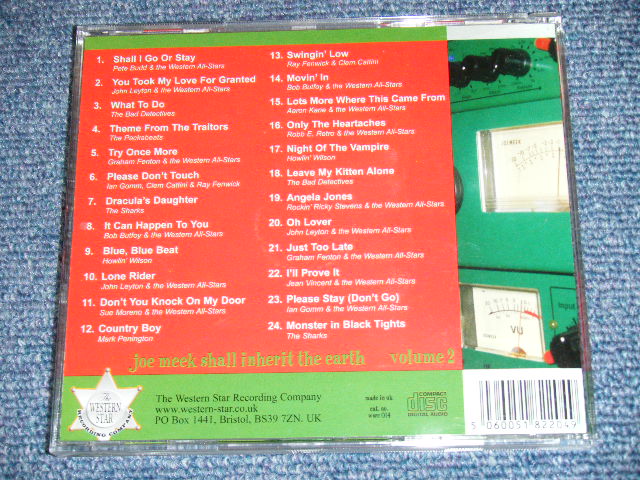 1. Shall I Go Or Stay
Pete Budd & the Western All-Stars
2. You Took My Love For Granted
John Leyton & the Western All-Stars
3. What To Do
The Bad Detectives
4. Theme From The Traitors
The Packabeats
5. Try Once More
Graham Fenton & the Western All-Stars
6. Please Don't Touch
Ian Gomm, Clem Cattini & Ray Fenwick
7. Dracula's Daughter
The Sharks
8. It Can Happen To You
Bob Butfoy & the Western All-Stars
9. Blue, Blue Beat
Howlin' Wilson
10. Lone Rider
John Leyton & the Western All-Stars
11. Don't You Knock On My Door
Sue Moreno & the Western All-Stars
12. Country Boy
Mark Penington
13. Swingin' Low
Ray Fenwick & Clem Cattini
14. Movin' In
Bob Butfoy & the Western All-Stars
15. Lots More Where This Came From
Aaron Kane & the Western All-Stars
16. Only The Heartaches
Robb E. Retro & the Western All-Stars
17. Night Of The Vampire
Howlin' Wilson
18. Leave My Kitten Alone
The Bad Detectives
19. Angela Jones
Rockin' Ricky Stevens & the Western All-Stars
20. Oh Lover
John Leyton & the Western All-Stars
21. Just Too Late
Graham Fenton & the Western All-Stars
22. I'll Prove It
Jean Vincent & the Western All-Stars
23. Please Stay (Don't Go)
Ian Gomm & the Western All-Stars
24. Monster in Black Tights
The Sharks
joe meek shall inherit the earth volume 2
The
WESTERN
STAR
RECORDING COMPANY
The Western Star Recording Company
www.western-star.co.uk
PO Box 1441, Bristol, BS39 7ZN. UK
made in uk
cat. no.
wsrc 014
COMPACT
disc
DIGITAL AUDIO
5 060051 822049
JOEMEEK
VU
Input